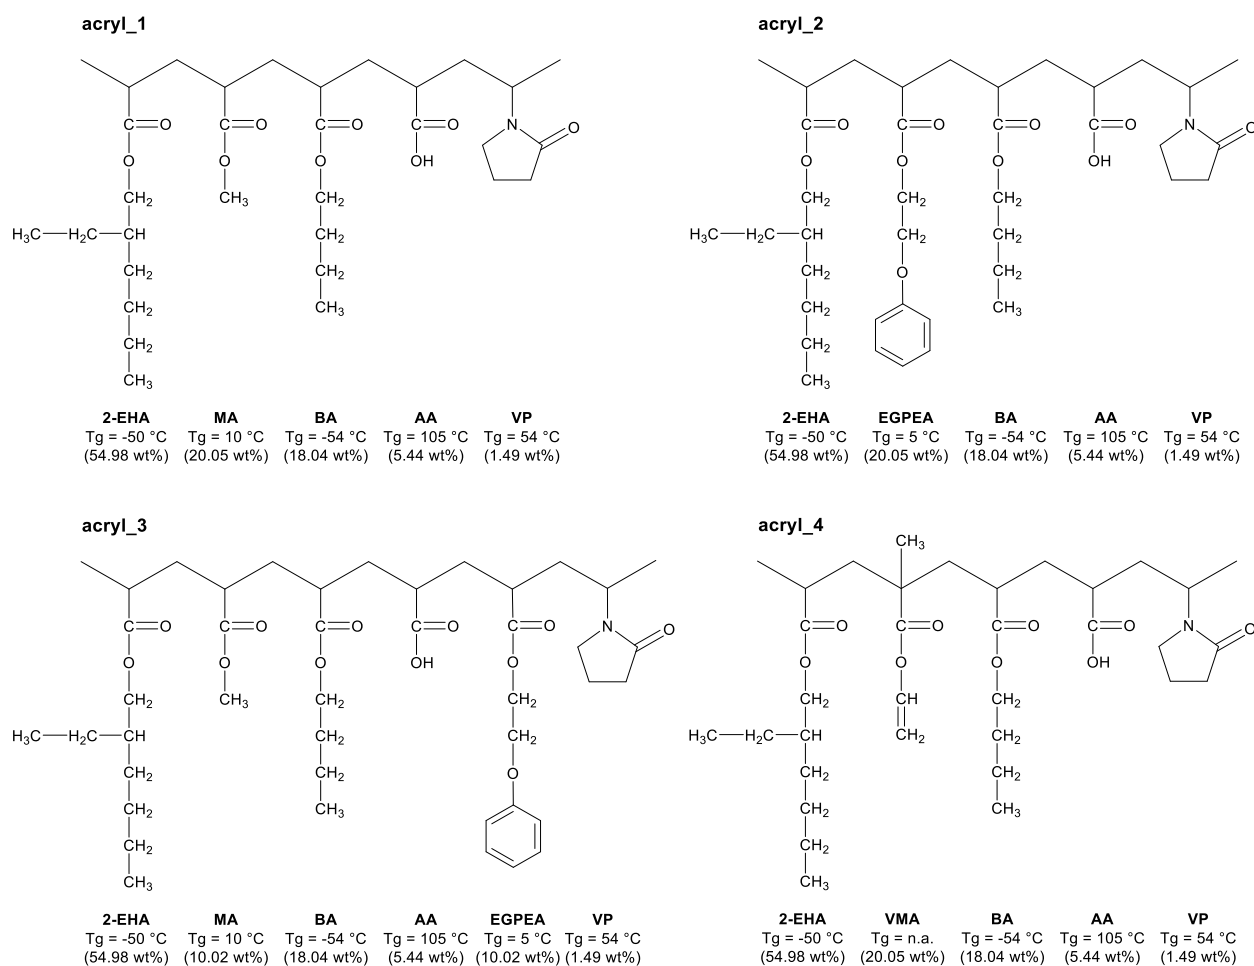 acryl_1
C=O C=O C=O C=O N O
O O O OH
CH₂ CH₃ CH₂
H₃C—H₂C—CH CH₂
CH₂ CH₂
CH₂ CH₃
CH₂
CH₃
2-EHA MA BA AA VP
Tg = -50 °C Tg = 10 °C Tg = -54 °C Tg = 105 °C Tg = 54 °C
(54.98 wt%) (20.05 wt%) (18.04 wt%) (5.44 wt%) (1.49 wt%)
acryl_2
C=O C=O C=O C=O N O
O O O OH
CH₂ CH₂ CH₂
H₃C—H₂C—CH CH₂ CH₂
CH₂ O CH₂
CH₂ CH₃
CH₂
CH₃
2-EHA EGPEA BA AA VP
Tg = -50 °C Tg = 5 °C Tg = -54 °C Tg = 105 °C Tg = 54 °C
(54.98 wt%) (20.05 wt%) (18.04 wt%) (5.44 wt%) (1.49 wt%)
acryl_3
C=O C=O C=O C=O C=O N O
O O O OH O
CH₂ CH₃ CH₂ CH₂
H₃C—H₂C—CH CH₂ CH₂
CH₂ CH₂ O
CH₂ CH₃
CH₂
CH₃
2-EHA MA BA AA EGPEA VP
Tg = -50 °C Tg = 10 °C Tg = -54 °C Tg = 105 °C Tg = 5 °C Tg = 54 °C
(54.98 wt%) (10.02 wt%) (18.04 wt%) (5.44 wt%) (10.02 wt%) (1.49 wt%)
acryl_4
CH₃
C=O C=O C=O C=O N O
O O O OH
CH₂ CH CH₂
H₃C—H₂C—CH CH₂ CH₂
CH₂ CH₂
CH₂ CH₃
CH₂
CH₃
2-EHA VMA BA AA VP
Tg = -50 °C Tg = n.a. Tg = -54 °C Tg = 105 °C Tg = 54 °C
(54.98 wt%) (20.05 wt%) (18.04 wt%) (5.44 wt%) (1.49 wt%)